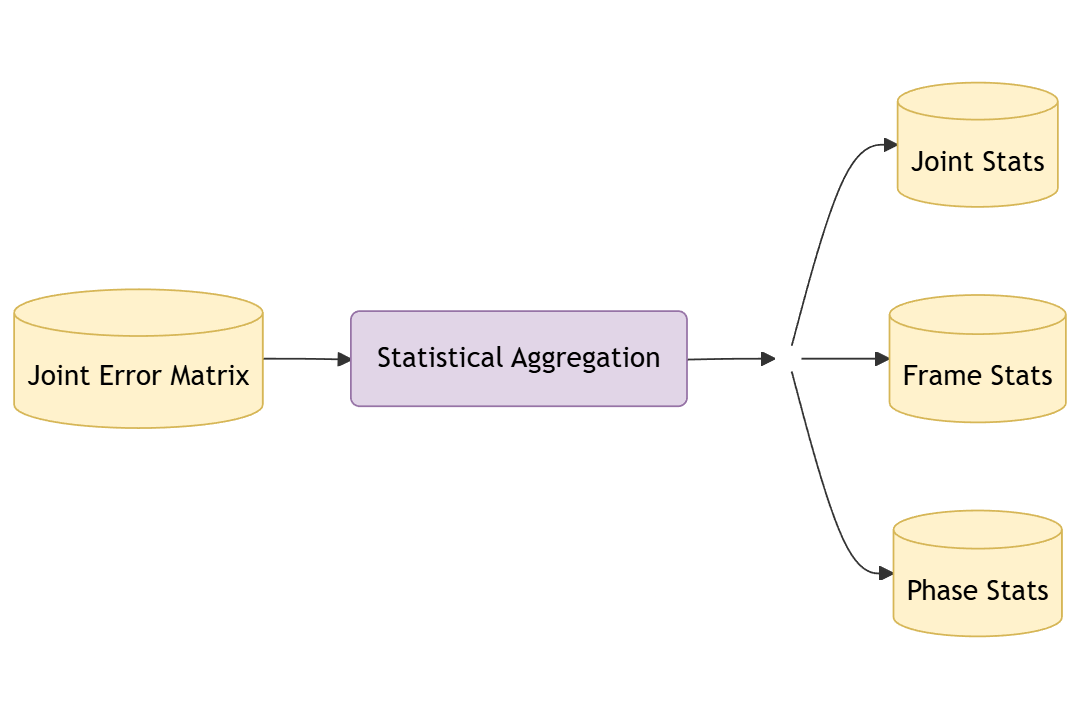 Joint Error Matrix
Statistical Aggregation
Joint Stats
Frame Stats
Phase Stats